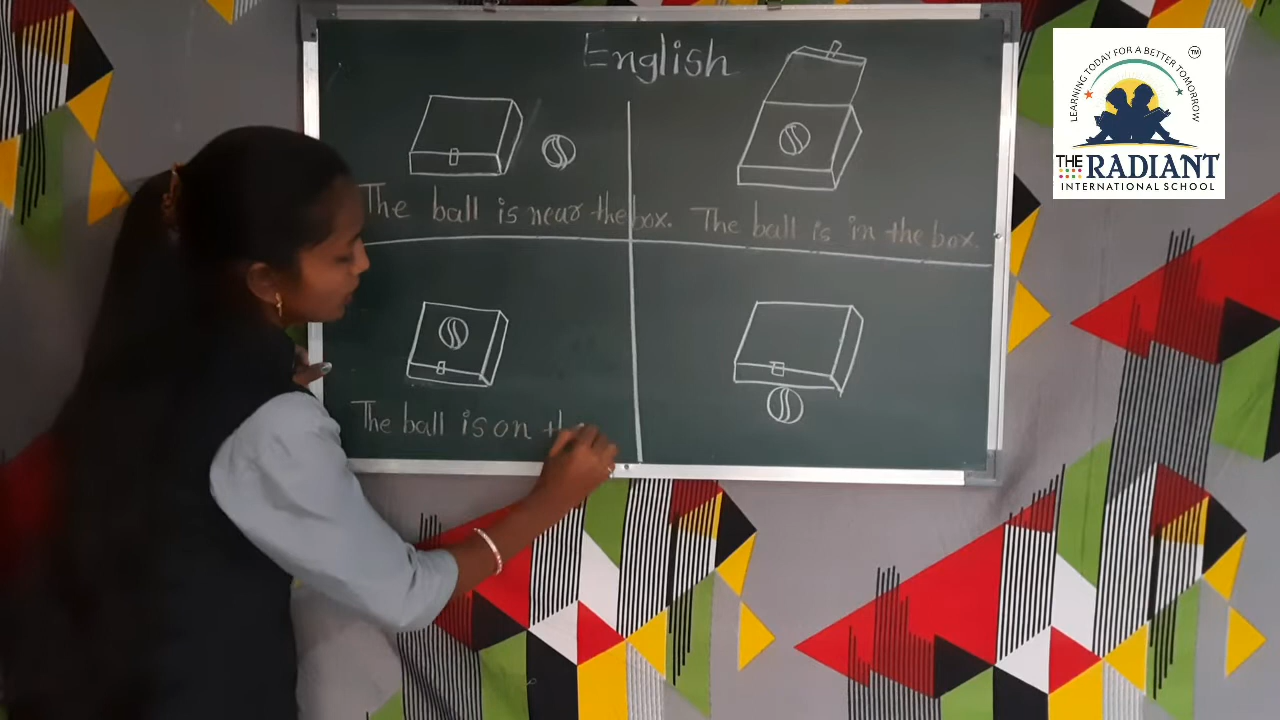 English
The ball is near the box.
The ball is in the box.
The ball is on th
LEARNING TODAY FOR A BETTER TOMORROW
TM
THE RADIANT
INTERNATIONAL SCHOOL